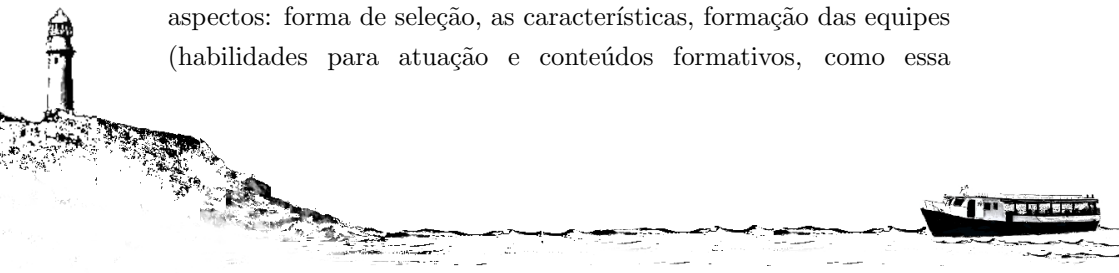 aspectos: forma de seleção, as características, formação das equipes
(habilidades para atuação e conteúdos formativos, como essa